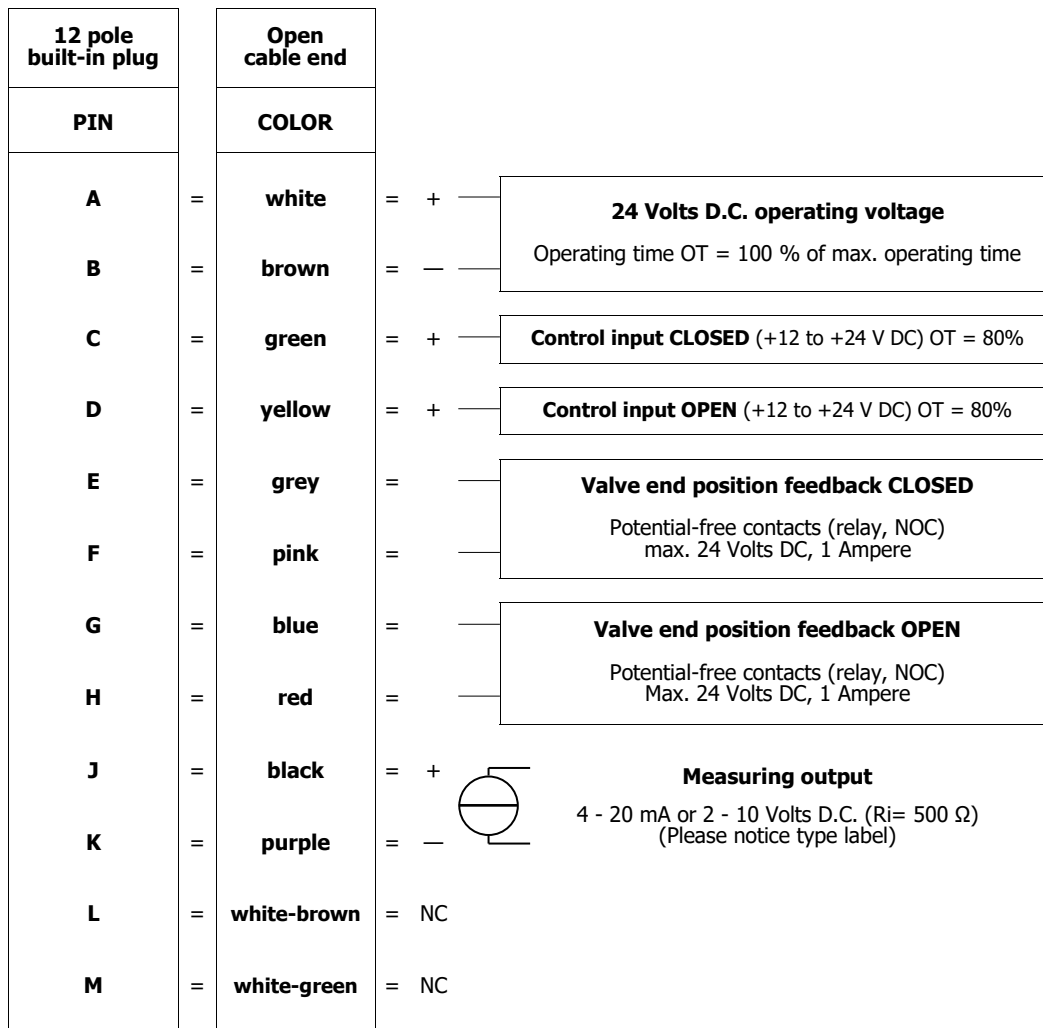 12 pole
built-in plug
Open
cable end
PIN
COLOR
A = white = + 
24 Volts D.C. operating voltage
Operating time OT = 100 % of max. operating time
B = brown = —
C = green = + Control input CLOSED (+12 to +24 V DC) OT = 80%
D = yellow = + Control input OPEN (+12 to +24 V DC) OT = 80%
E = grey =
Valve end position feedback CLOSED
Potential-free contacts (relay, NOC)
max. 24 Volts DC, 1 Ampere
F = pink =
G = blue =
Valve end position feedback OPEN
Potential-free contacts (relay, NOC)
Max. 24 Volts DC, 1 Ampere
H = red =
J = black = +
Measuring output
4 - 20 mA or 2 - 10 Volts D.C. (Ri= 500 Ω)
(Please notice type label)
K = purple = —
L = white-brown = NC
M = white-green = NC